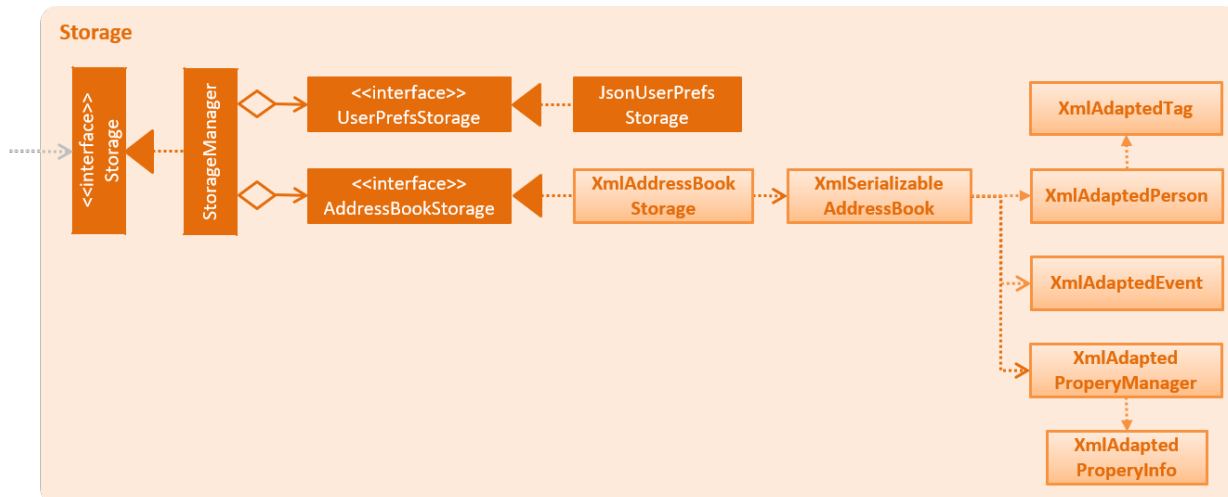 Storage
<<interface>>
Storage
StorageManager
<<interface>>
UserPrefsStorage
JsonUserPrefs
Storage
<<interface>>
AddressBookStorage
XmlAddressBook
Storage
XmlSerializable
AddressBook
XmlAdaptedTag
XmlAdaptedPerson
XmlAdaptedEvent
XmlAdapted
ProperyManager
XmlAdapted
ProperyInfo